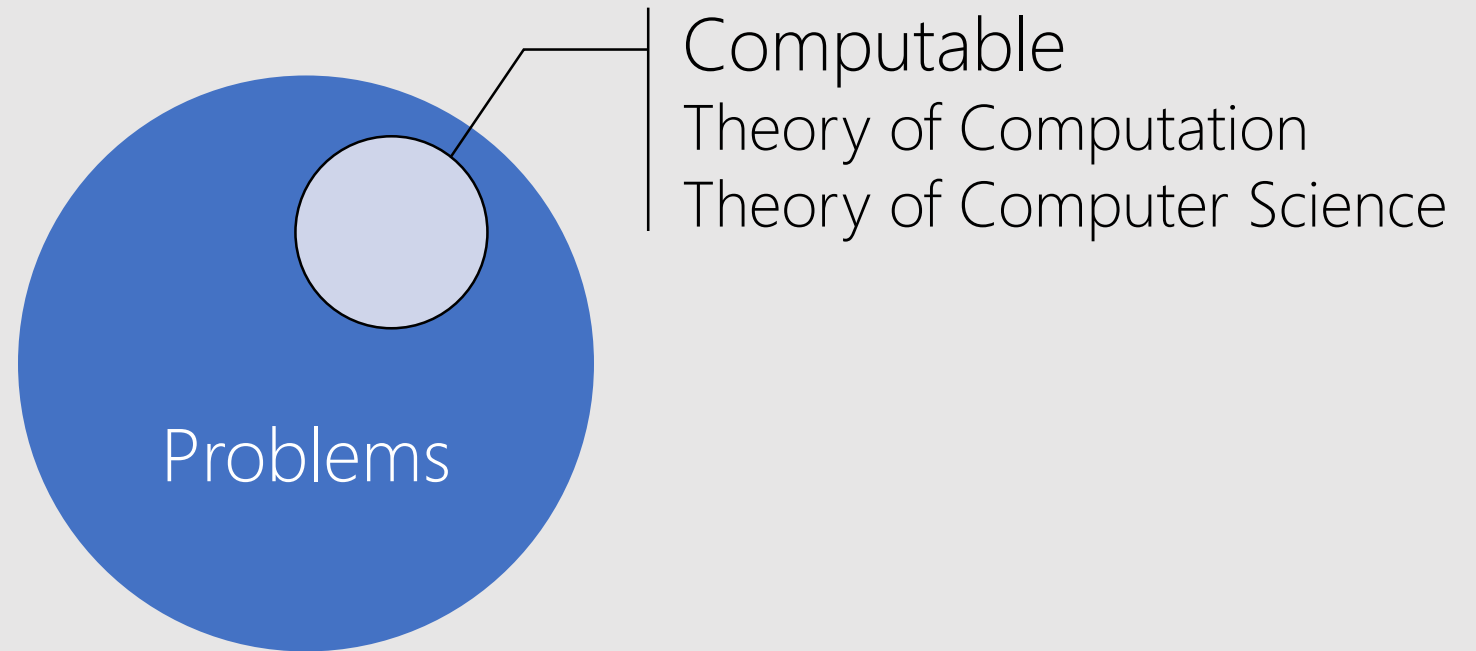 Computable
Theory of Computation
Theory of Computer Science
Problems